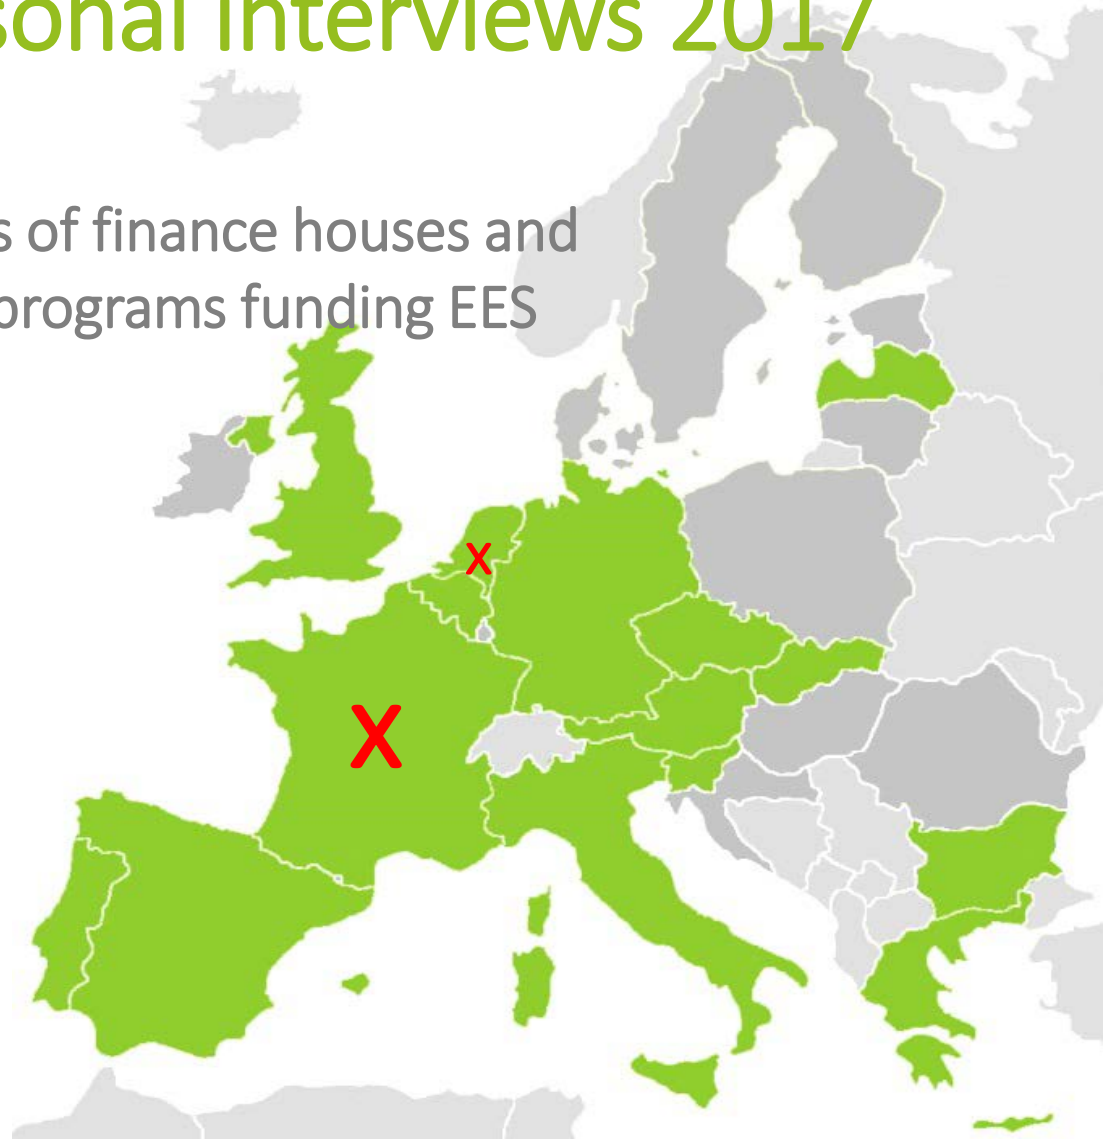 sonal Interviews 2017
s of finance houses and
programs funding EES
X
X